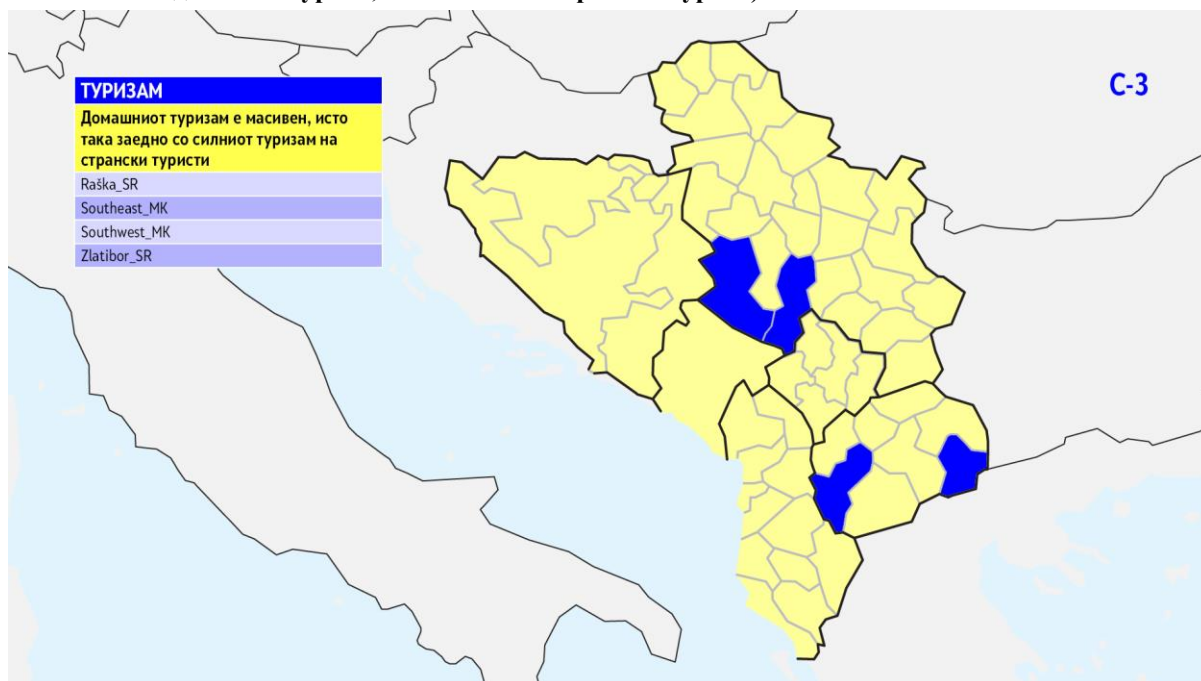 ТУРИЗАМ
Домашниот туризам е масивен, исто
така заедно со силниот туризам на
странски туристи
Raška_SR
Southeast_MK
Southwest_MK
Zlatibor_SR
С-3